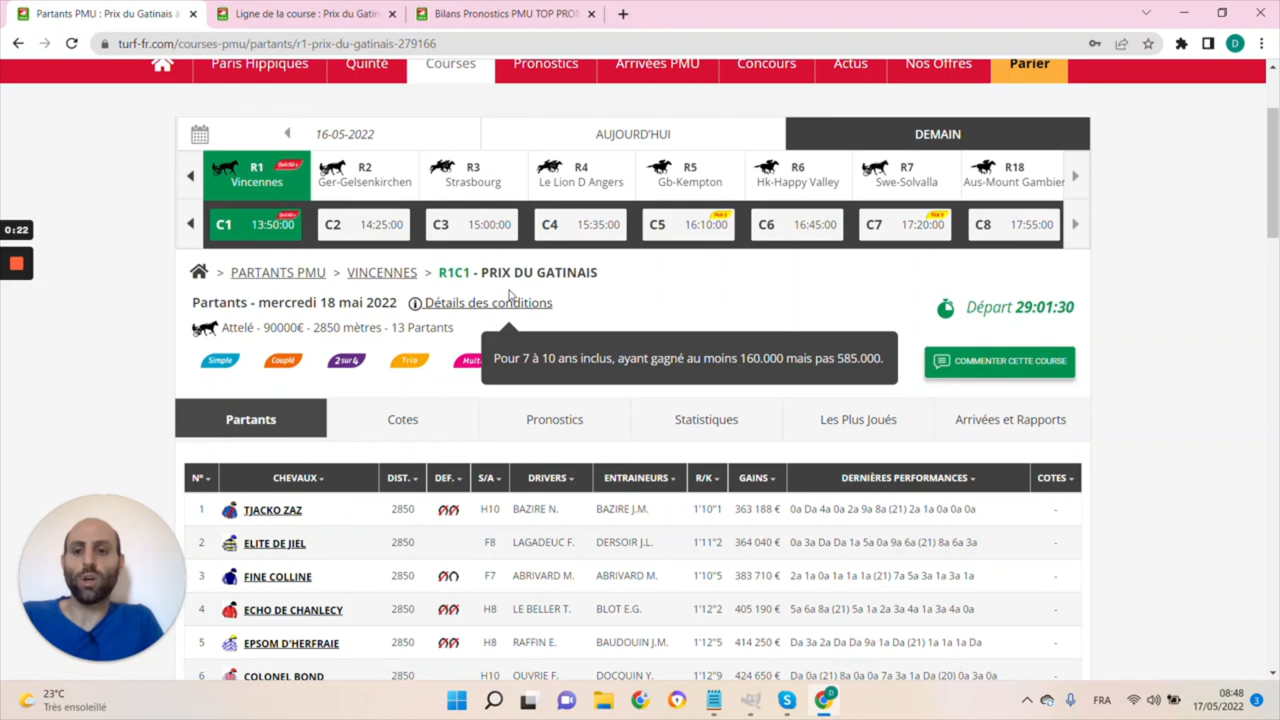 Partants PMU : Prix du Gatinais à
Ligne de la course : Prix du Gatin
Bilans Pronostics PMU TOP PRO
turf-fr.com/courses-pmu/partants/r1-prix-du-gatinais-279166
D
Paris Hippiques Quinté Courses Pronostics Arrivées PMU Concours Actus Nos Offres Parier
16-05-2022 AUJOURD'HUI DEMAIN
R1 Vincennes
R2 Ger-Gelsenkirchen
R3 Strasbourg
R4 Le Lion D Angers
R5 Gb-Kempton
R6 Hk-Happy Valley
R7 Swe-Solvalla
R18 Aus-Mount Gambier
0:22
C1 13:50:00 C2 14:25:00 C3 15:00:00 C4 15:35:00 C5 16:10:00 C6 16:45:00 C7 17:20:00 C8 17:55:00
> PARTANTS PMU > VINCENNES > R1C1 - PRIX DU GATINAIS
Partants - mercredi 18 mai 2022 Détails des conditions
Départ 29:01:30
Attelé - 90000€ - 2850 mètres - 13 Partants
Pour 7 à 10 ans inclus, ayant gagné au moins 160.000 mais pas 585.000.
Simple Couplé 2sur4 Trio Mult
COMMENTER CETTE COURSE
Partants Cotes Pronostics Statistiques Les Plus Joués Arrivées et Rapports
N° CHEVAUX DIST. DEF. S/A DRIVERS ENTRAINEURS R/K GAINS DERNIÈRES PERFORMANCES COTES
1 TJACKO ZAZ 2850 H10 BAZIRE N. BAZIRE J.M. 1'10"1 363 188 € 0a Da 4a 0a 2a 9a 8a (21) 2a 1a 0a 0a 0a -
2 ELITE DE JIEL 2850 F8 LAGADEUC F. DERSOIR J.L. 1'11"2 364 040 € 0a 3a Da Da 1a 5a 0a 9a 6a (21) 8a 6a 3a -
3 FINE COLLINE 2850 F7 ABRIVARD M. ABRIVARD M. 1'10"5 383 710 € 2a 1a 0a 1a 1a 1a (21) 7a 5a 3a 1a 3a 1a -
4 ECHO DE CHANLECY 2850 H8 LE BELLER T. BLOT E.G. 1'12"2 405 190 € 5a 6a 8a (21) 5a 1a 2a 3a 4a 1a 3a 4a 0a -
5 EPSOM D'HERFRAIE 2850 H8 RAFFIN E. BAUDOUIN J.M. 1'12"5 414 250 € Da 3a 2a Da Da 9a 1a Da (21) 1a 1a 1a Da -
6 COLONEL BOND 2850 H10 OUVRIE F. DOCQUIN Y. 1'12"9 424 650 € Da 0a (21) 8a 0a 0a 7a 3a 1a Da (20) 0a 3a 0a -
23°C
Très ensoleillé
FRA
08:48
17/05/2022
3